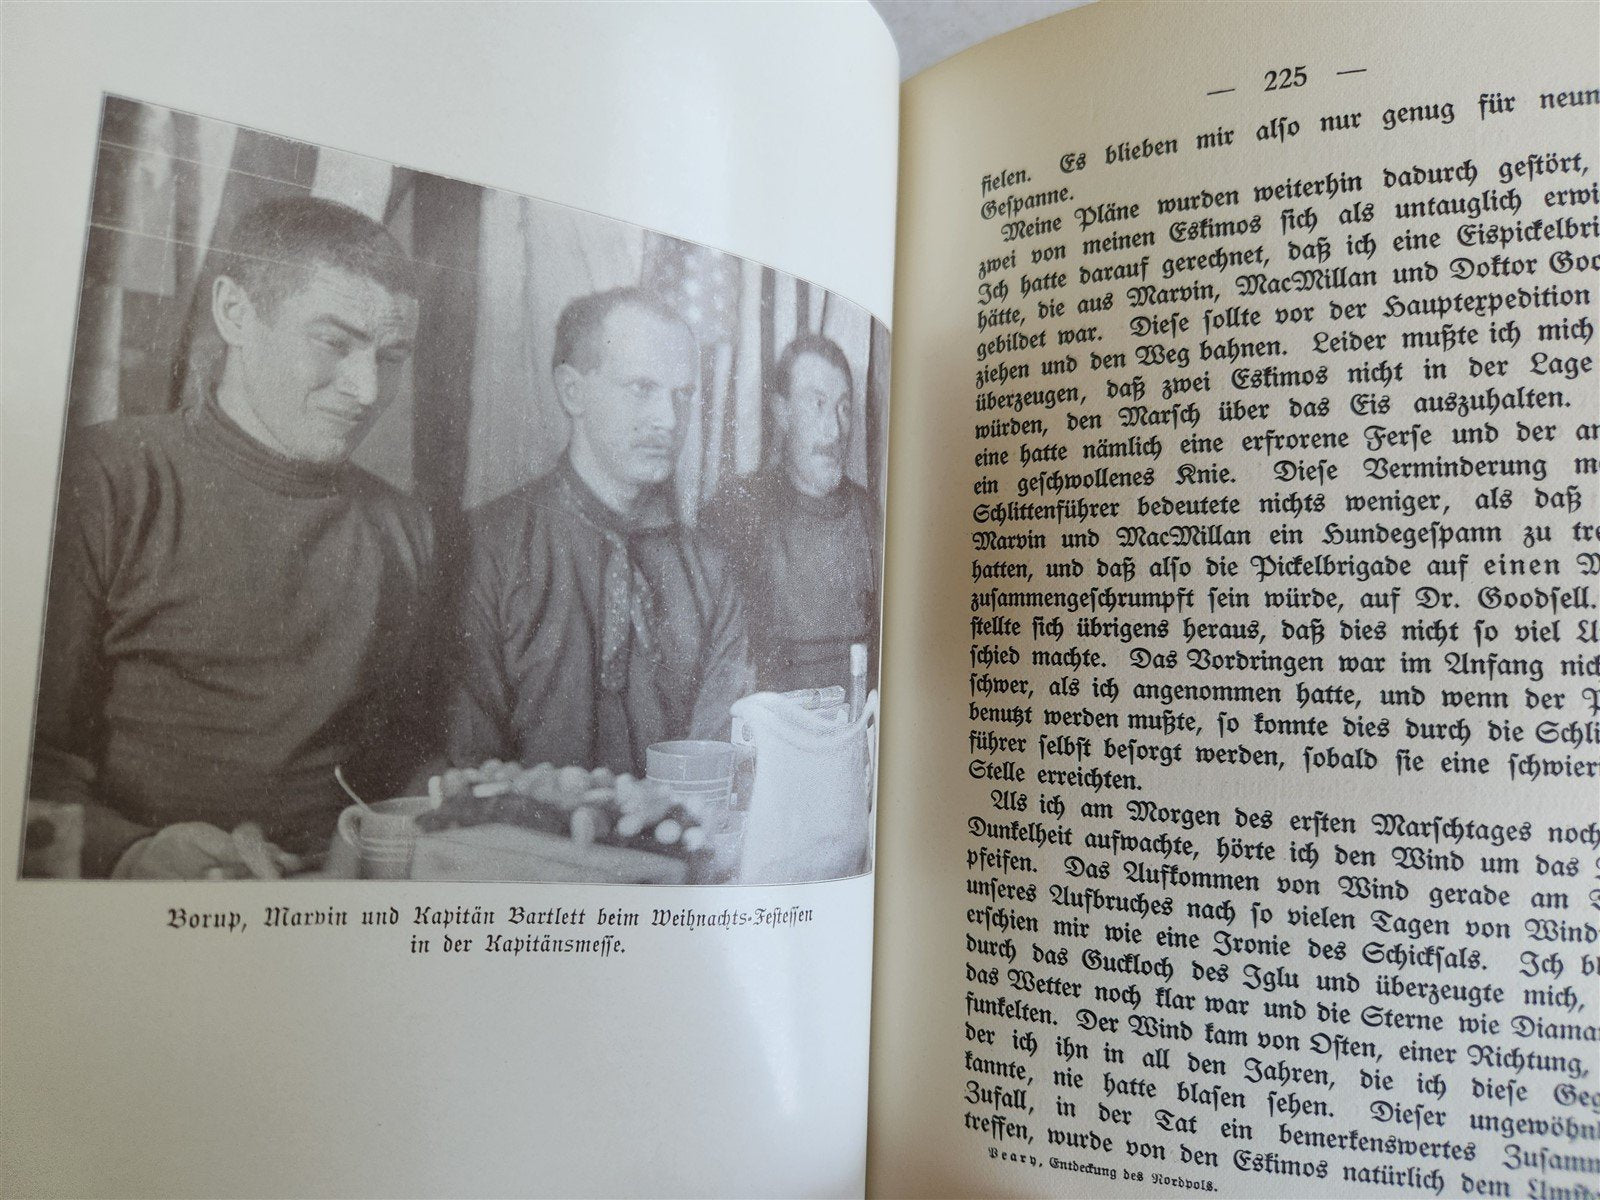 Borup, Marvin und Kapitän Bartlett beim Weihnachts-Festessen
in der Kapitänsmesse.
— 225 —
fielen. Es blieben mir also nur genug für neun
Gespanne.
Meine Pläne wurden weiterhin dadurch gestört,
zwei von meinen Eskimos sich als untauglich
Ich hatte darauf gerechnet, daß ich eine
hätte, die aus Marvin, MacMillan und Doktor
gebildet war. Diese sollte vor der Hauptexpedition
ziehen und den Weg bahnen. Leider mußte ich mich
überzeugen, daß zwei Eskimos nicht in der Lage
würden, den Marsch über das Eis auszuhalten.
eine hatte nämlich eine erfrorene Ferse und der
ein geschwollenes Knie. Diese Verminderung
Schlittenführer bedeutete nichts weniger, als daß
Marvin und MacMillan ein Hundegespann zu
hatten, und daß also die Pickelbrigade auf einen
zusammengeschrumpft sein würde, auf Dr. Goodsell.
stellte sich übrigens heraus, daß dies nicht so viel
schied machte. Das Vordringen war im Anfang
schwer, als ich angenommen hatte, und wenn der
benutzt werden mußte, so konnte dies durch die
führer selbst besorgt werden, sobald sie eine
Stelle erreichten.
Als ich am Morgen des ersten Marschtages noch
Dunkelheit aufwachte, hörte ich den Wind um das
pfeifen. Das Aufkommen von Wind gerade am
unseres Aufbruches nach so vielen Tagen von
erschien mir wie eine Ironie des Schicksals. Ich
durch das Guckloch des Iglu und überzeugte mich,
das Wetter noch klar war und die Sterne wie
funkelten. Der Wind kam von Osten, einer Richtung,
der ich ihn in all den Jahren, die ich diese
kannte, nie hatte blasen sehen. Dieser
Zufall, in der Tat ein bemerkenswertes
treffen, wurde von den Eskimos natürlich dem
Peary, Entdeckung des Nordpols.